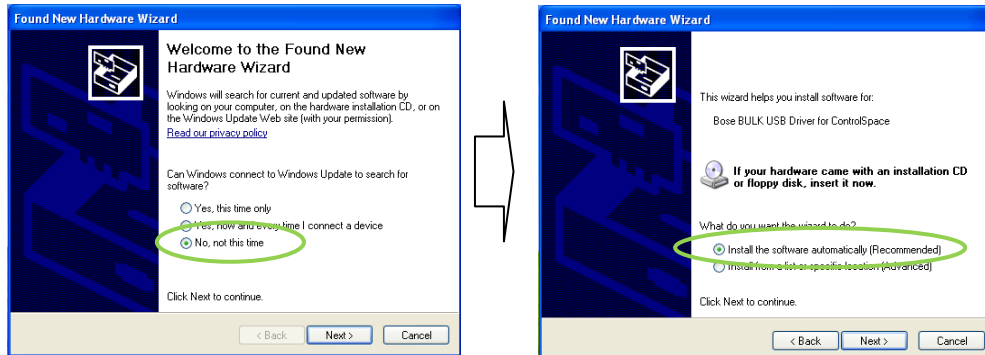 Found New Hardware Wizard
Welcome to the Found New
Hardware Wizard
Windows will search for current and updated software by
looking on your computer, on the hardware installation CD, or on
the Windows Update Web site (with your permission).
Read our privacy policy
Can Windows connect to Windows Update to search for
software?
Yes, this time only
Yes, now and every time I connect a device
No, not this time
Click Next to continue.
< Back
Next >
Cancel
Found New Hardware Wizard
This wizard helps you install software for:
Bose BULK USB Driver for ControlSpace
If your hardware came with an installation CD
or floppy disk, insert it now.
What do you want the wizard to do?
Install the software automatically (Recommended)
Install from a list or specific location (Advanced)
Click Next to continue.
< Back
Next >
Cancel